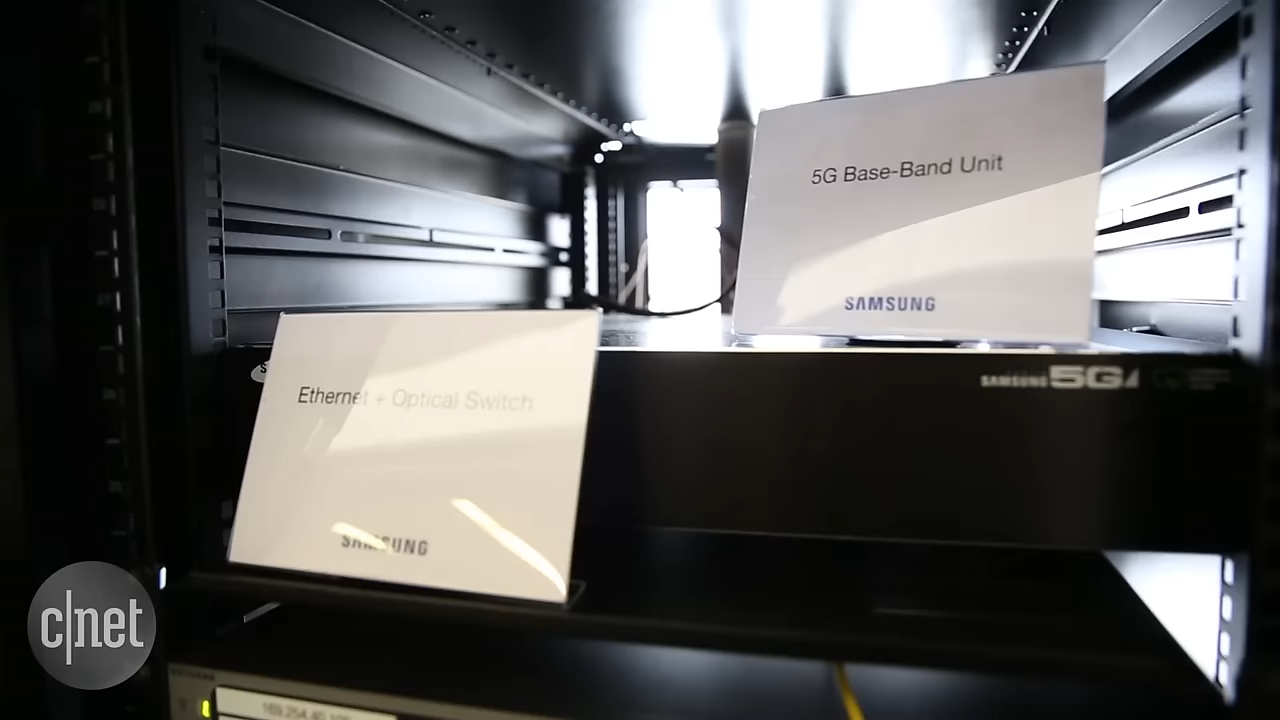 5G Base-Band Unit
SAMSUNG
Ethernet + Optical Switch
SAMSUNG
SAMSUNG 5G
c|net